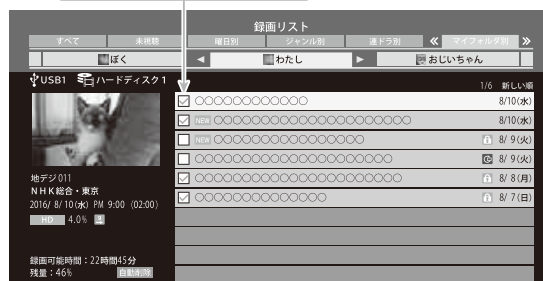 録画リスト
すべて 未視聴 曜日別 ジャンル別 連ドラ別 マイフォルダ別
ぼく わたし おじいちゃん
USB1 ハードディスク1
1/6 新しい順
○○○○○○○○○○○○ 8/10(水)
NEW ○○○○○○○○○○○○○○○○○○○○○ 8/10(水)
NEW ○○○○○○○○○○○○○○○○ 8/ 9(火)
○○○○○○○○○○○○○○○○○○○○○ 8/ 9(火)
○○○○○○○○○○○○○○○○○○○○○○ 8/ 8(月)
○○○○○○○○○○○○○○○○○ 8/ 7(日)
地デジ 011
NHK総合・東京
2016/ 8/10(水) PM 9:00 (02:00)
HD 4.0%
録画可能時間：22時間45分
残量：46% 自動削除